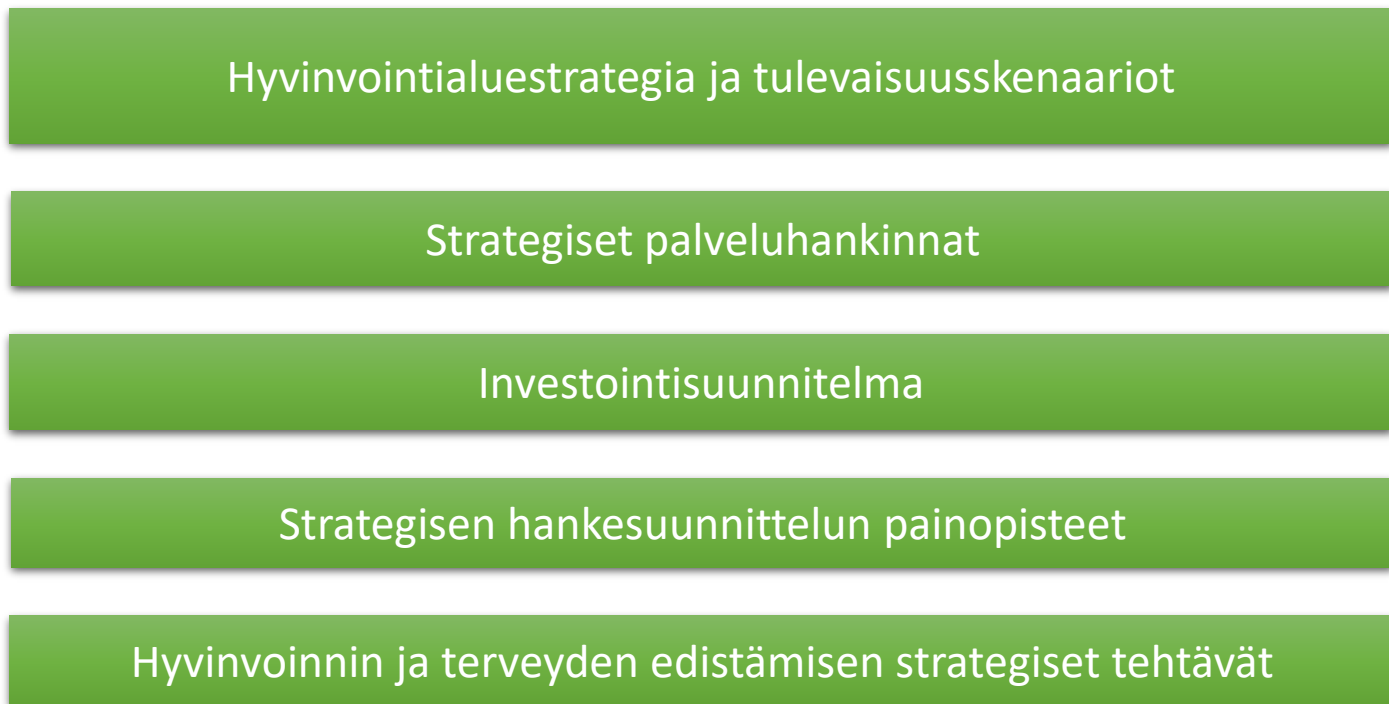 Hyvinvointialuestrategia ja tulevaisuusskenaariot
Strategiset palveluhankinnat
Investointisuunnitelma
Strategisen hankesuunnittelun painopisteet
Hyvinvoinnin ja terveyden edistämisen strategiset tehtävät